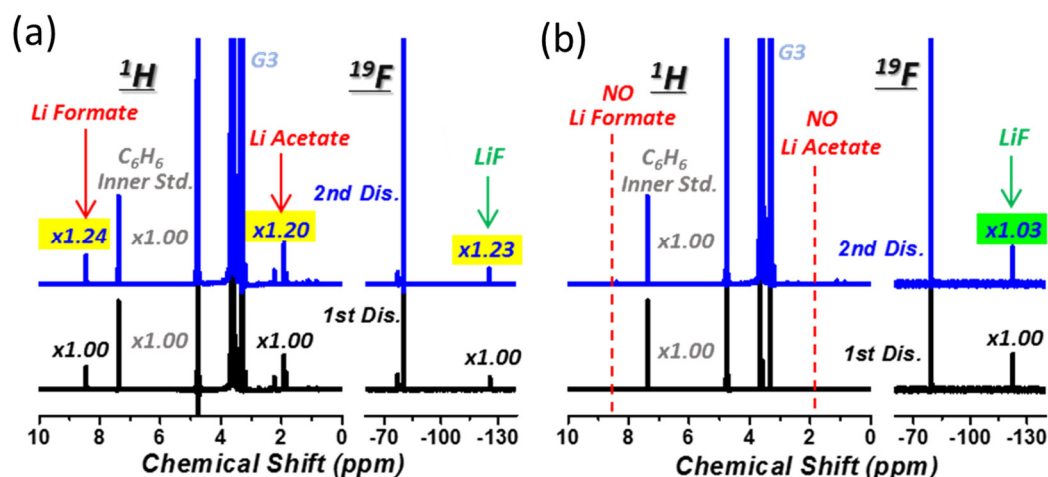 (a)
G3
¹H
¹⁹F
Li Formate
C₆H₆
Inner Std.
Li Acetate
LiF
2nd Dis.
x1.24
x1.00
x1.20
x1.23
1st Dis.
x1.00
x1.00
x1.00
x1.00
10 8 6 4 2 0 -70 -100 -130
Chemical Shift (ppm)
(b)
G3
¹H
¹⁹F
NO
Li Formate
NO
Li Acetate
C₆H₆
Inner Std.
LiF
x1.00
x1.03
2nd Dis.
x1.00
x1.00
1st Dis.
10 8 6 4 2 0 -70 -100 -130
Chemical Shift (ppm)